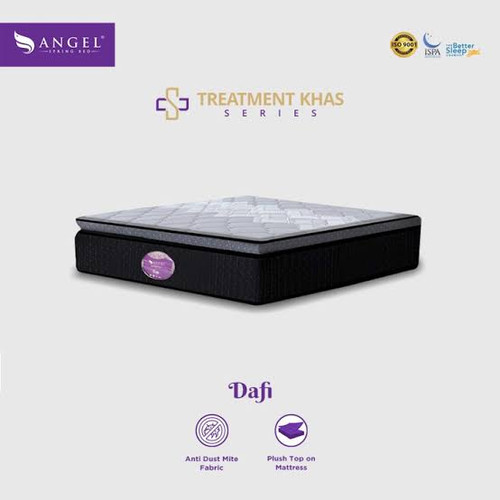 ANGEL
SPRING BED
ISO 9001
ISPA
Better
Sleep
TREATMENT KHAS
SERIES
ANGEL
Dafi
Anti Dust Mite
Fabric
Plush Top on
Mattress